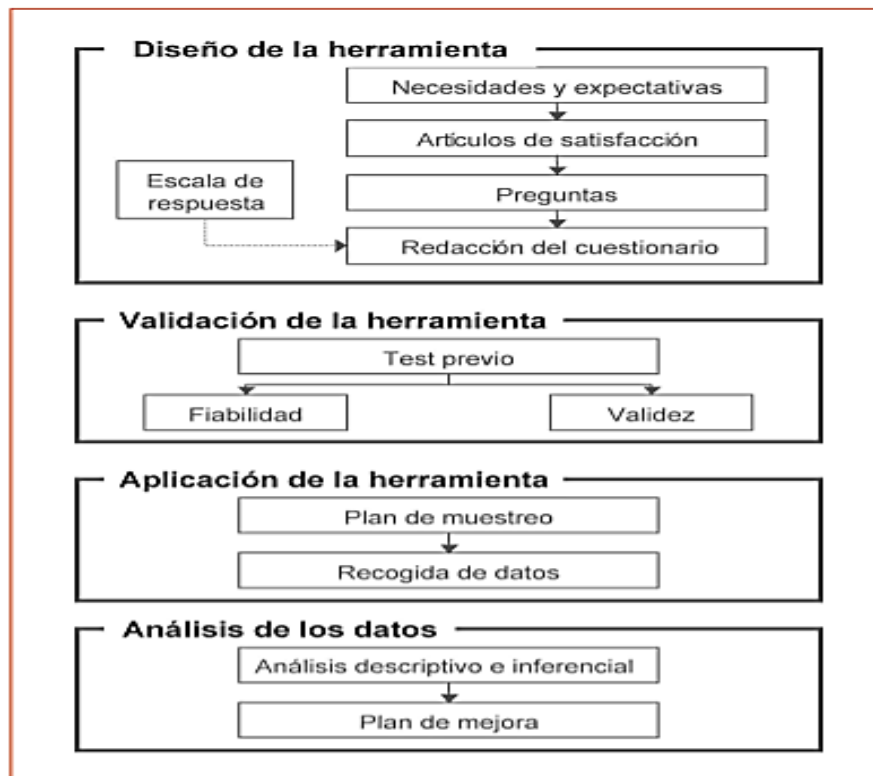 Diseño de la herramienta
Necesidades y expectativas
Artículos de satisfacción
Escala de
respuesta
Preguntas
Redacción del cuestionario
Validación de la herramienta
Test previo
Fiabilidad
Validez
Aplicación de la herramienta
Plan de muestreo
Recogida de datos
Análisis de los datos
Análisis descriptivo e inferencial
Plan de mejora